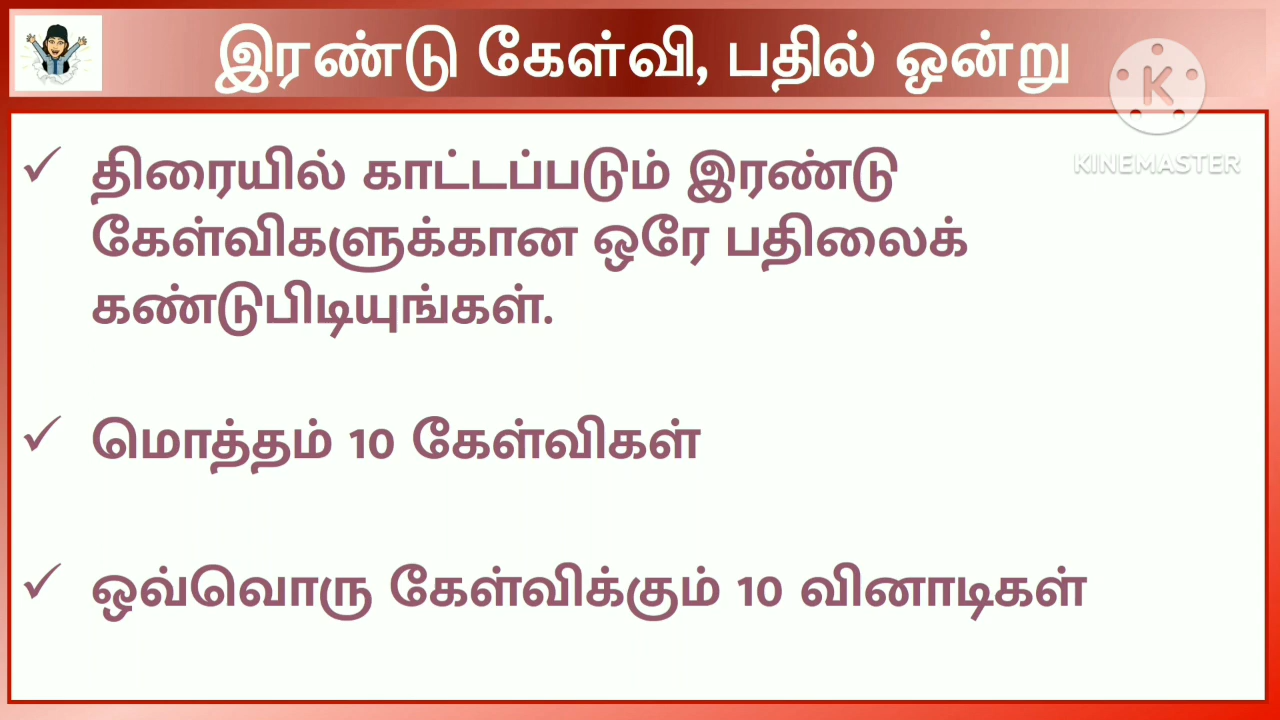 இரண்டு கேள்வி, பதில் ஒன்று
KINEMASTER
✓ திரையில் காட்டப்படும் இரண்டு
கேள்விகளுக்கான ஒரே பதிலைக்
கண்டுபிடியுங்கள்.
✓ மொத்தம் 10 கேள்விகள்
✓ ஒவ்வொரு கேள்விக்கும் 10 வினாடிகள்